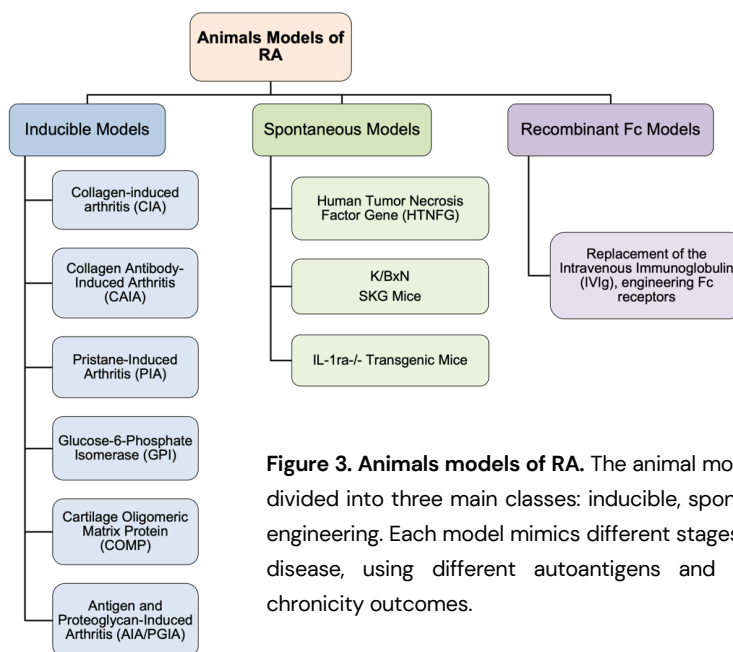 Animals Models of
RA
Inducible Models
Spontaneous Models
Recombinant Fc Models
Collagen-induced
arthritis (CIA)
Collagen Antibody-
Induced Arthritis
(CAIA)
Pristane-Induced
Arthritis (PIA)
Glucose-6-Phosphate
Isomerase (GPI)
Cartilage Oligomeric
Matrix Protein
(COMP)
Antigen and
Proteoglycan-Induced
Arthritis (AIA/PGIA)
Human Tumor Necrosis
Factor Gene (HTNFG)
K/BxN
SKG Mice
IL-1ra-/- Transgenic Mice
Replacement of the
Intravenous Immunoglobulin
(IVIg), engineering Fc
receptors
Figure 3. Animals models of RA. The animal mo
divided into three main classes: inducible, spon
engineering. Each model mimics different stages
disease, using different autoantigens and
chronicity outcomes.